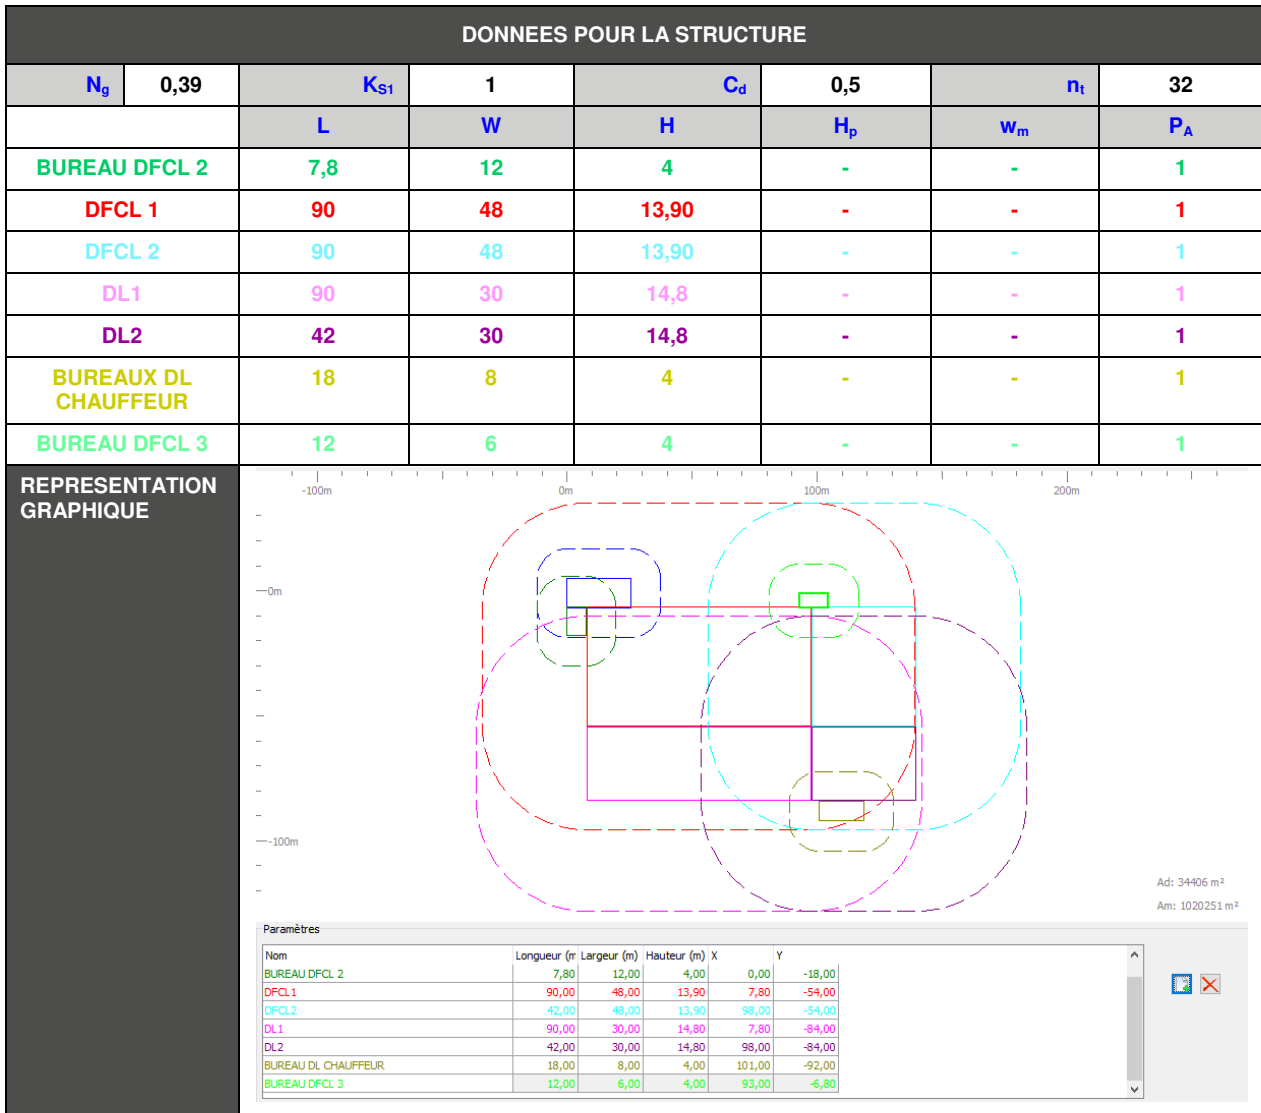 DONNEES POUR LA STRUCTURE
Ng 0,39 KS1 1 Cd 0,5 nt 32
L W H Hp wm PA
BUREAU DFCL 2 7,8 12 4 - - 1
DFCL 1 90 48 13,90 - - 1
DFCL 2 90 48 13,90 - - 1
DL1 90 30 14,8 - - 1
DL2 42 30 14,8 - - 1
BUREAUX DL CHAUFFEUR 18 8 4 - - 1
BUREAU DFCL 3 12 6 4 - - 1
REPRESENTATION
GRAPHIQUE
-100m 0m 100m 200m
0m
-100m
Ad: 34406 m²
Am: 1020251 m²
Paramètres
Nom Longueur (m Largeur (m) Hauteur (m) X Y
BUREAU DFCL 2 7,80 12,00 4,00 0,00 -18,00
DFCL1 90,00 48,00 13,90 7,80 -54,00
DFCL2 42,00 48,00 13,90 98,00 -54,00
DL1 90,00 30,00 14,80 7,80 -84,00
DL2 42,00 30,00 14,80 98,00 -84,00
BUREAU DL CHAUFFEUR 18,00 8,00 4,00 101,00 -92,00
BUREAU DFCL 3 12,00 6,00 4,00 93,00 -6,80